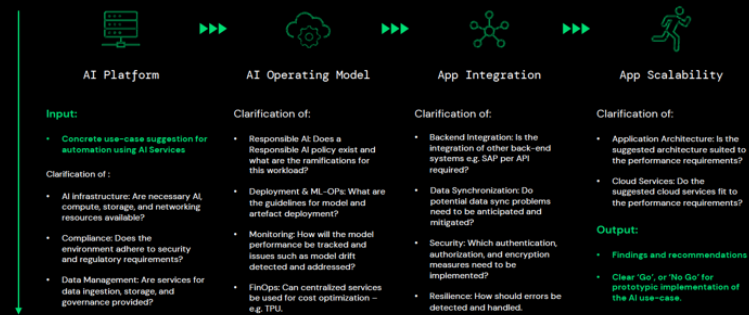 AI Platform
AI Operating Model
App Integration
App Scalability
Input:
• Concrete use-case suggestion for
automation using AI Services
Clarification of :
• AI infrastructure: Are necessary AI,
compute, storage, and networking
resources available?
• Compliance: Does the
environment adhere to security
and regulatory requirements?
• Data Management: Are services for
data ingestion, storage, and
governance provided?
Clarification of:
• Responsible AI: Does a
Responsible AI policy exist and
what are the ramifications for
this workload?
• Deployment & ML-OPs: What are
the guidelines for model and
artefact deployment?
• Monitoring: How will the model
performance be tracked and
issues such as model drift
detected and addressed?
• FinOps: Can centralized services
be used for cost optimization –
e.g. TPU.
Clarification of:
• Backend Integration: Is the
integration of other back-end
systems e.g. SAP per API
required?
• Data Synchronization: Do
potential data sync problems
need to be anticipated and
mitigated?
• Security: Which authentication,
authorization, and encryption
measures need to be
implemented?
• Resilience: How should errors be
detected and handled.
Clarification of:
• Application Architecture: Is the
suggested architecture suited to
the performance requirements?
• Cloud Services: Do the
suggested cloud services fit to
the performance requirements?
Output:
• Findings and recommendations
• Clear ‘Go’, or ‘No Go’ for
prototypic implementation of
the AI use-case.